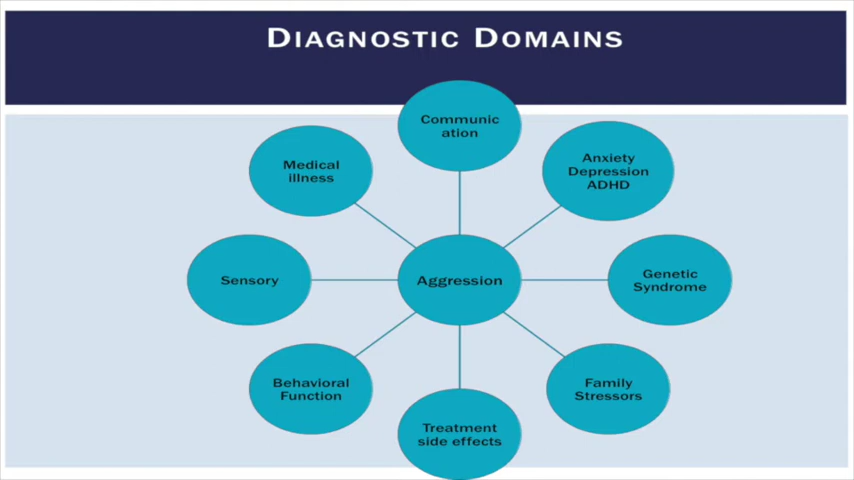 DIAGNOSTIC DOMAINS
Communic
ation
Anxiety
Depression
ADHD
Genetic
Syndrome
Family
Stressors
Treatment
side effects
Behavioral
Function
Sensory
Medical
illness
Aggression